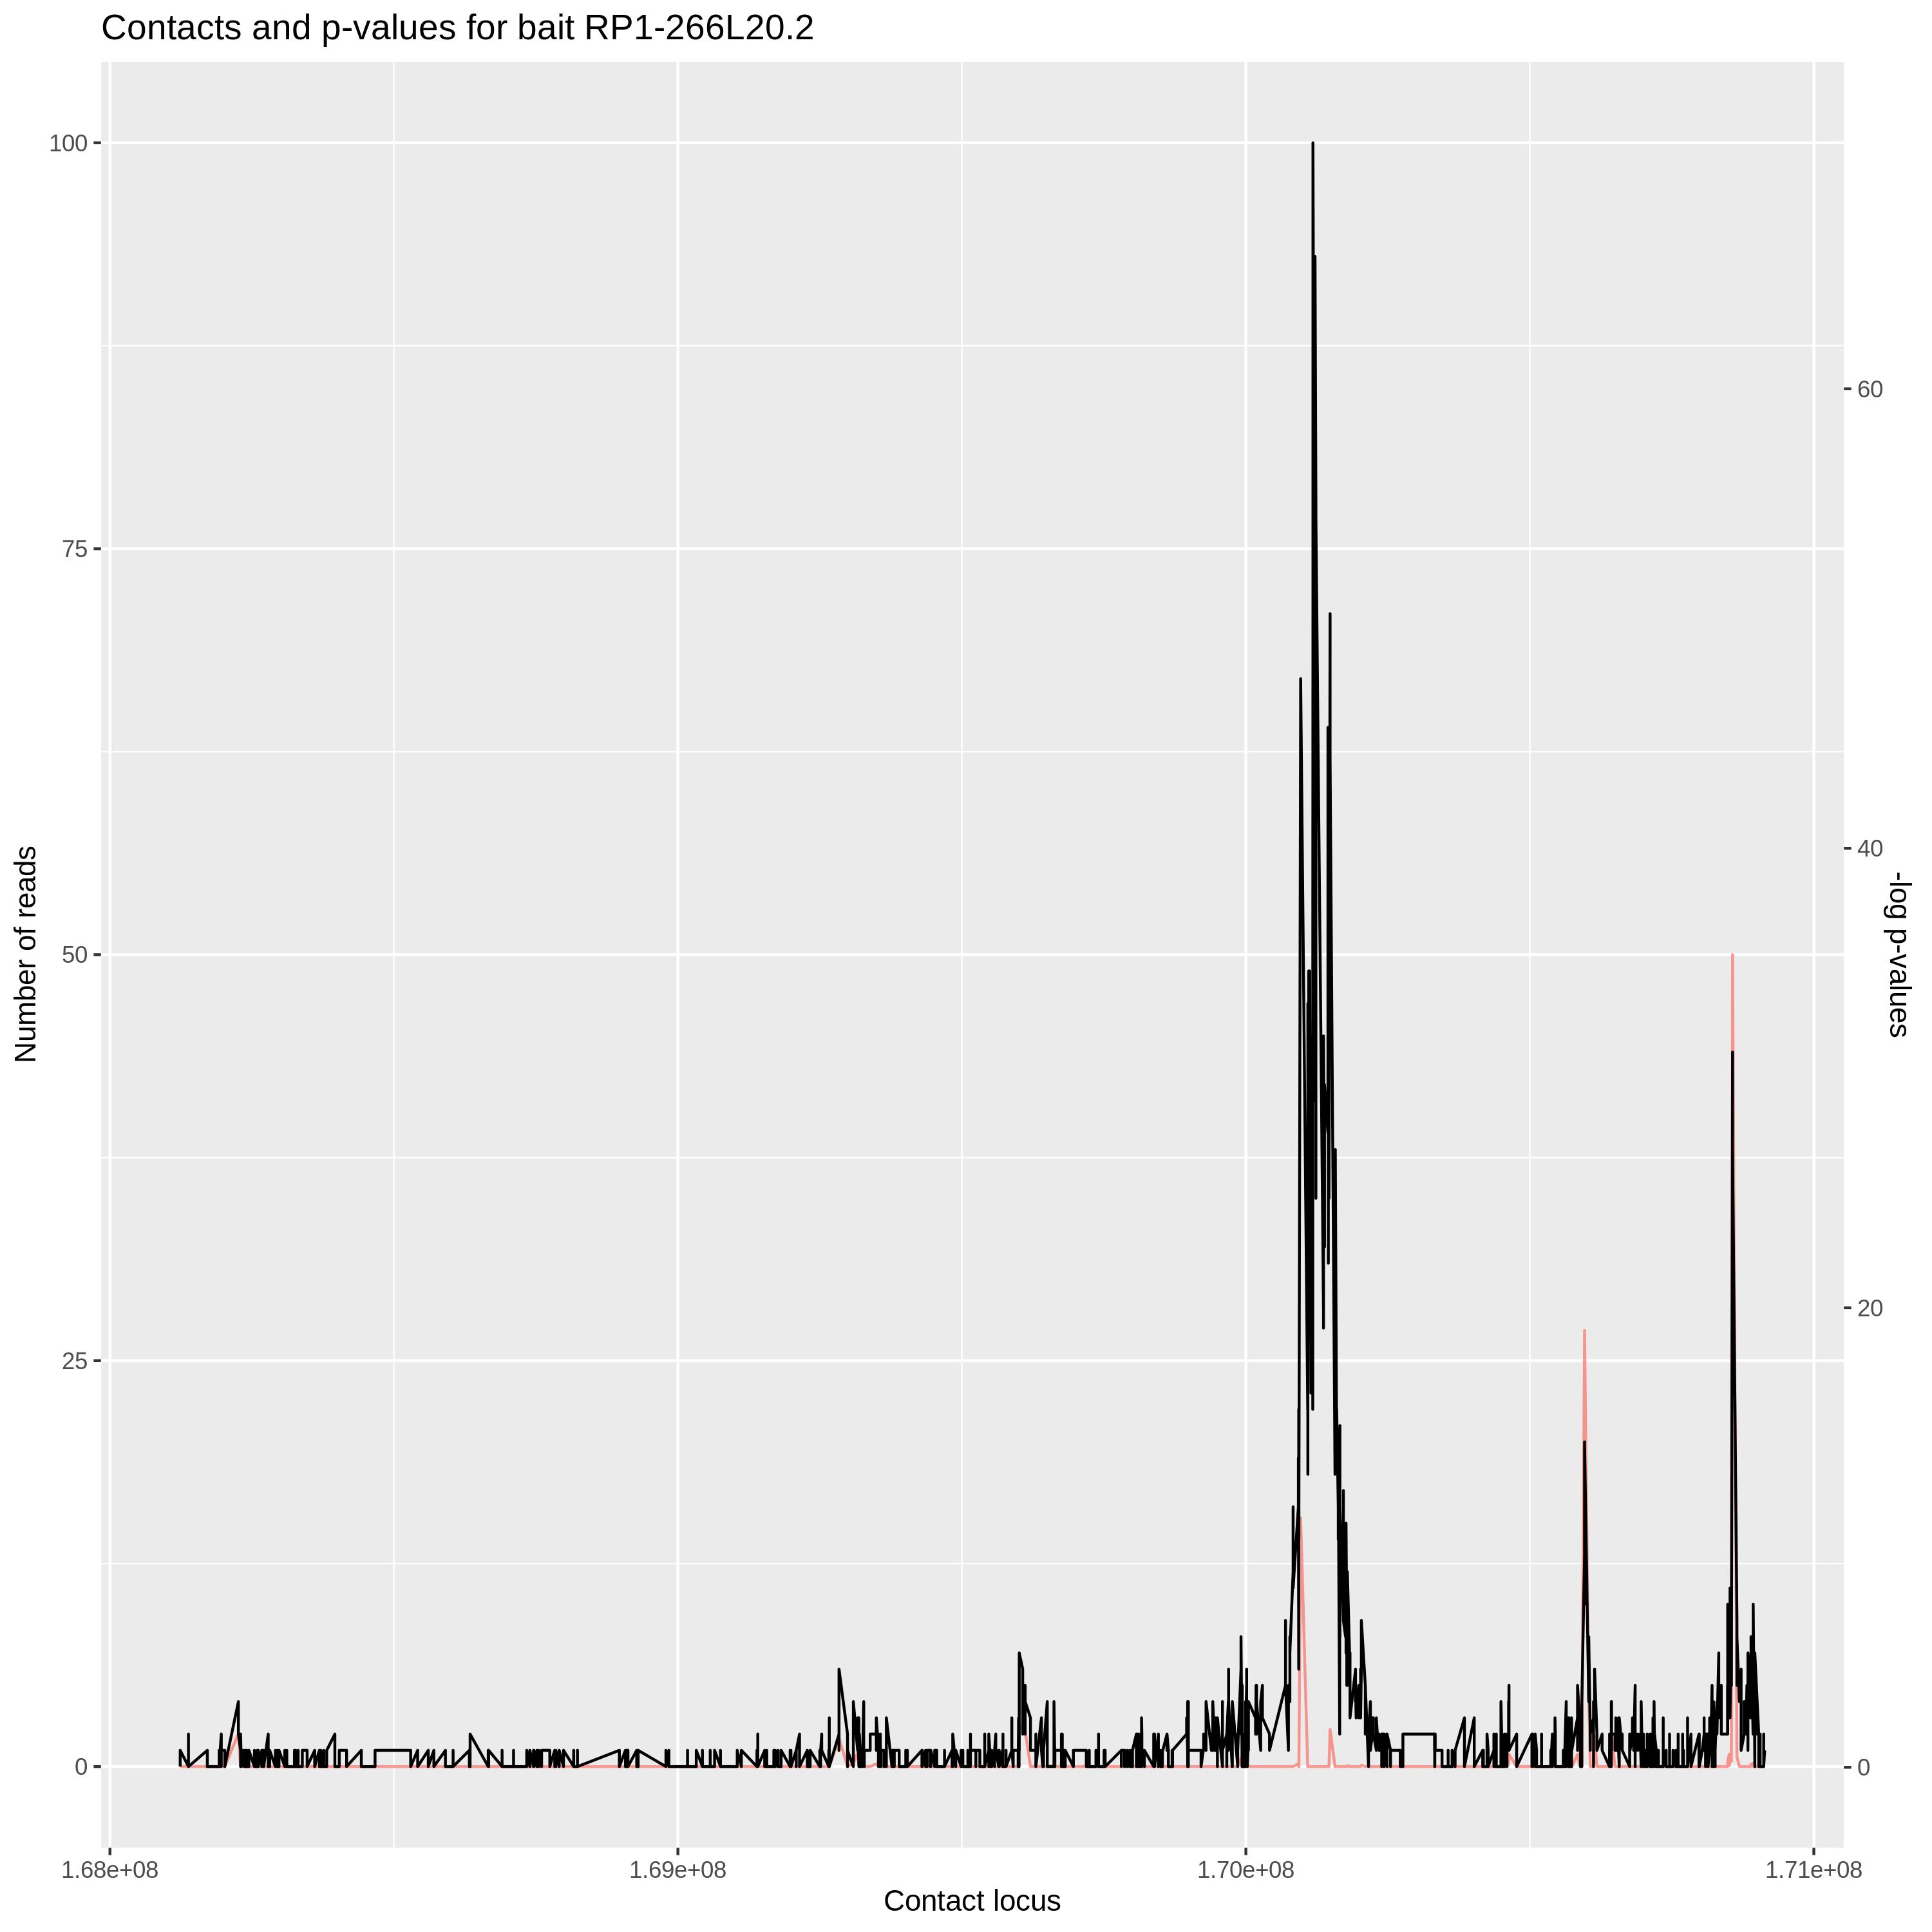 Contacts and p-values for bait RP1-266L20.2
100
75
50
25
0
Number of reads
60
40
20
0
-log p-values
1.68e+08
1.69e+08
1.70e+08
1.71e+08
Contact locus